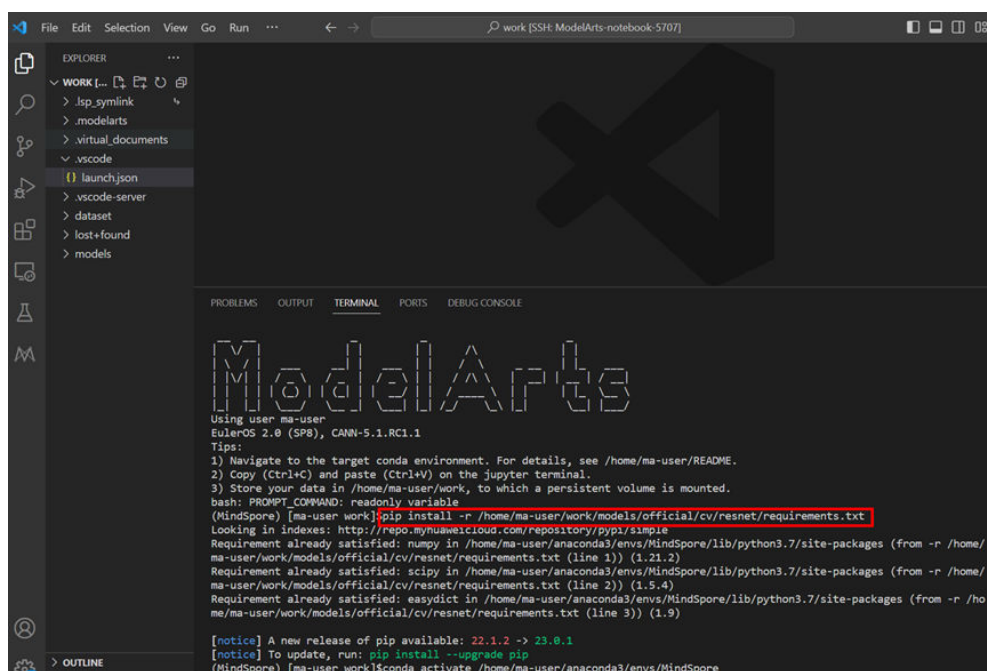 File Edit Selection View Go Run ··· work [SSH: ModelArts-notebook-5707]
EXPLORER ···
WORK [...
.lsp_symlink
.modelarts
.virtual_documents
.vscode
{} launch.json
.vscode-server
dataset
lost+found
models
PROBLEMS OUTPUT TERMINAL PORTS DEBUG CONSOLE
ModelArts
Using user ma-user
EulerOS 2.0 (SP8), CANN-5.1.RC1.1
Tips:
1) Navigate to the target conda environment. For details, see /home/ma-user/README.
2) Copy (Ctrl+C) and paste (Ctrl+V) on the jupyter terminal.
3) Store your data in /home/ma-user/work, to which a persistent volume is mounted.
bash: PROMPT_COMMAND: readonly variable
(MindSpore) [ma-user work]$pip install -r /home/ma-user/work/models/official/cv/resnet/requirements.txt
Looking in indexes: http://repo.myhuaweicloud.com/repository/pypi/simple
Requirement already satisfied: numpy in /home/ma-user/anaconda3/envs/MindSpore/lib/python3.7/site-packages (from -r /home/
ma-user/work/models/official/cv/resnet/requirements.txt (line 1)) (1.21.2)
Requirement already satisfied: scipy in /home/ma-user/anaconda3/envs/MindSpore/lib/python3.7/site-packages (from -r /home/
ma-user/work/models/official/cv/resnet/requirements.txt (line 2)) (1.5.4)
Requirement already satisfied: easydict in /home/ma-user/anaconda3/envs/MindSpore/lib/python3.7/site-packages (from -r /ho
me/ma-user/work/models/official/cv/resnet/requirements.txt (line 3)) (1.9)
[notice] A new release of pip available: 22.1.2 -> 23.0.1
[notice] To update, run: pip install --upgrade pip
(MindSpore) [ma-user work]$conda activate /home/ma-user/anaconda3/envs/MindSpore
OUTLINE